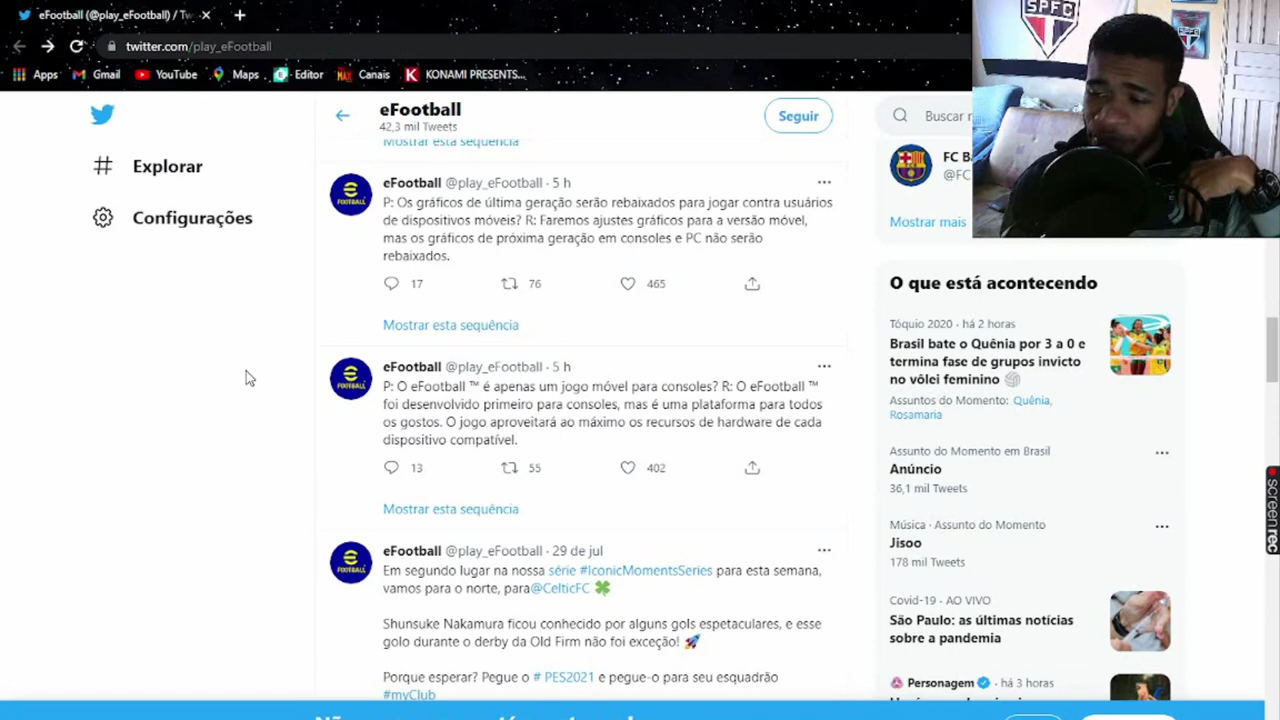 eFootball (@play_eFootball) / Tw
twitter.com/play_eFootball
Apps
Gmail
YouTube
Maps
Editor
Canais
KONAMI PRESENTS...
SPFC
eFootball
42,3 mil Tweets
Seguir
Buscar
Explorar
Configurações
Mostrar esta sequência
eFootball @play_eFootball · 5 h
P: Os gráficos de última geração serão rebaixados para jogar contra usuários
de dispositivos móveis? R: Faremos ajustes gráficos para a versão móvel,
mas os gráficos de próxima geração em consoles e PC não serão
rebaixados.
17
76
465
Mostrar esta sequência
eFootball @play_eFootball · 5 h
P: O eFootball ™ é apenas um jogo móvel para consoles? R: O eFootball ™
foi desenvolvido primeiro para consoles, mas é uma plataforma para todos
os gostos. O jogo aproveitará ao máximo os recursos de hardware de cada
dispositivo compatível.
13
55
402
Mostrar esta sequência
eFootball @play_eFootball · 29 de jul
Em segundo lugar na nossa série #IconicMomentsSeries para esta semana,
vamos para o norte, para@CelticFC 🍀
Shunsuke Nakamura ficou conhecido por alguns gols espetaculares, e esse
golo durante o derby da Old Firm não foi exceção! 🚀
Porque esperar? Pegue o # PES2021 e pegue-o para seu esquadrão
#myClub
FC B
@FC
Mostrar mais
O que está acontecendo
Tóquio 2020 · há 2 horas
Brasil bate o Quênia por 3 a 0 e
termina fase de grupos invicto
no vôlei feminino 🏐
Assuntos do Momento: Quênia,
Rosamaria
Assunto do Momento em Brasil
Anúncio
36,1 mil Tweets
Música · Assunto do Momento
Jisoo
178 mil Tweets
Covid-19 · AO VIVO
São Paulo: as últimas notícias
sobre a pandemia
Personagem · há 3 horas
screenrec